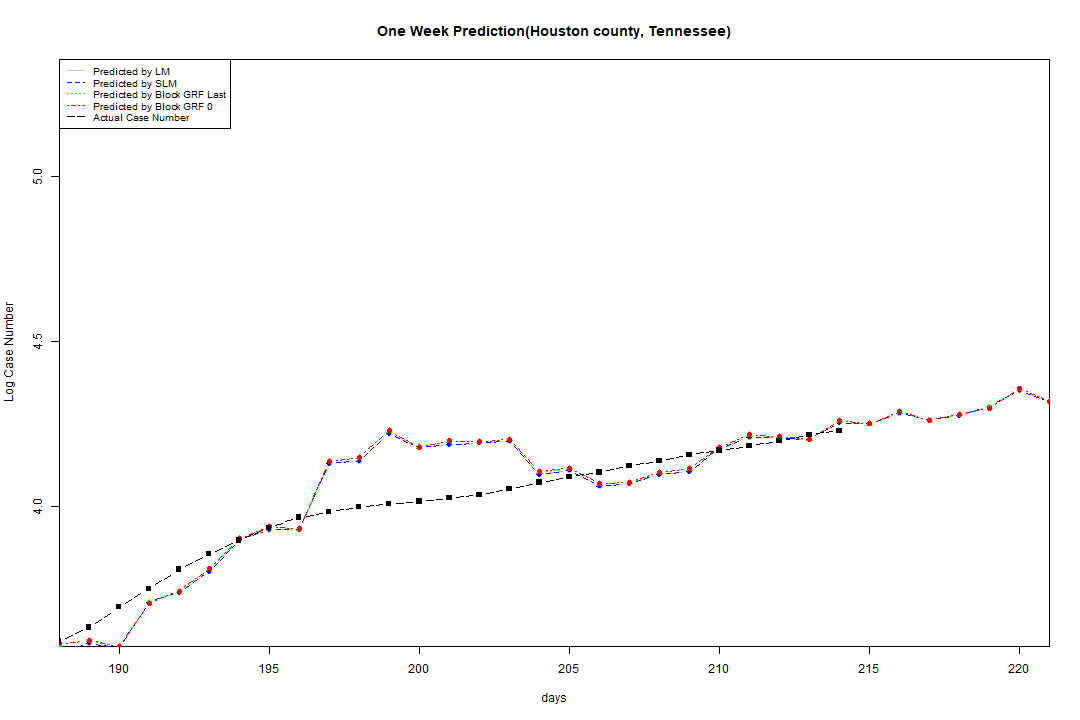 One Week Prediction(Houston county, Tennessee)
Predicted by LM
Predicted by SLM
Predicted by Block GRF Last
Predicted by Block GRF 0
Actual Case Number
5.0
4.5
4.0
Log Case Number
190 195 200 205 210 215 220
days